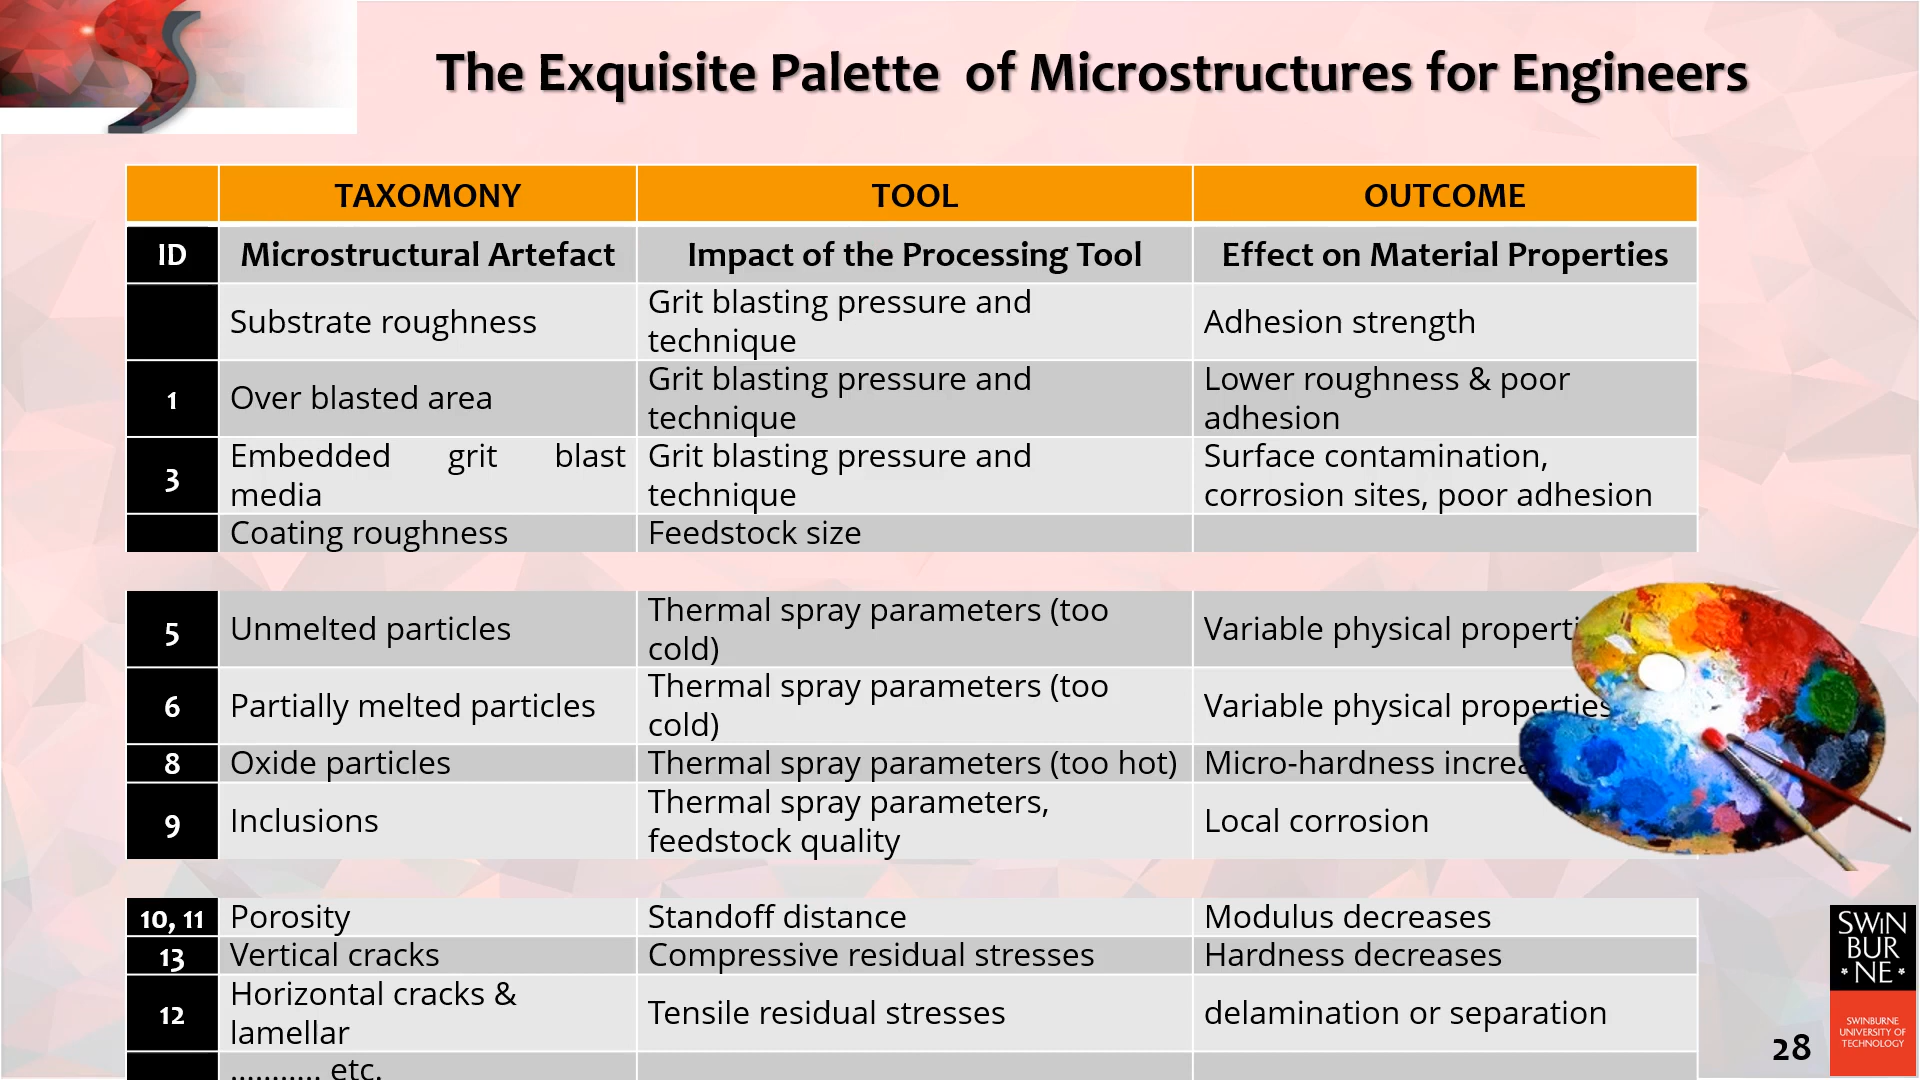 The Exquisite Palette of Microstructures for Engineers
TAXOMONY TOOL OUTCOME
ID Microstructural Artefact Impact of the Processing Tool Effect on Material Properties
Substrate roughness
Grit blasting pressure and
technique
Adhesion strength
1
Over blasted area
Grit blasting pressure and
technique
Lower roughness & poor
adhesion
3
Embedded grit blast
media
Grit blasting pressure and
technique
Surface contamination,
corrosion sites, poor adhesion
Coating roughness Feedstock size
5
Unmelted particles
Thermal spray parameters (too
cold)
Variable physical
6
Partially melted particles
Thermal spray parameters (too
cold)
Variable physical properties
8 Oxide particles Thermal spray parameters (too hot) Micro-hardness
9
Inclusions
Thermal spray parameters,
feedstock quality
Local corrosion
10, 11 Porosity Standoff distance Modulus decreases
13 Vertical cracks Compressive residual stresses Hardness decreases
12
Horizontal cracks &
lamellar
Tensile residual stresses
delamination or separation
........... etc.
28
SWIN
BUR
*NE*
SWINBURNE
UNIVERSITY OF
TECHNOLOGY